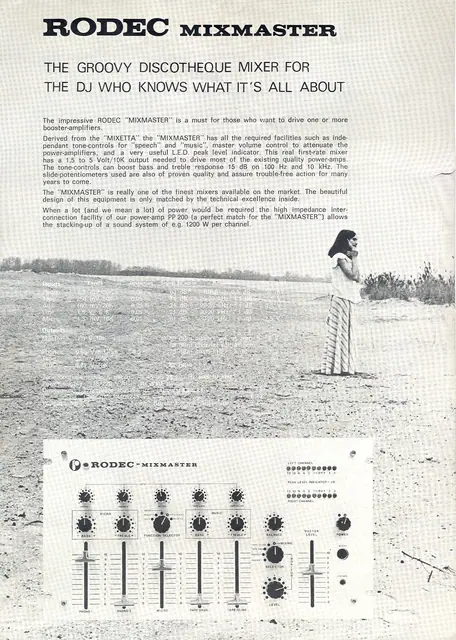 RODEC MIXMASTER
THE GROOVY DISCOTHEQUE MIXER FOR
THE DJ WHO KNOWS WHAT IT'S ALL ABOUT
The impressive RODEC "MIXMASTER" is a must for those who want to drive one or more
booster-amplifiers.
Derived from the "MIXETTA" the "MIXMASTER" has all the required facilities such as inde-
pendant tone-controls for "speech" and "music", master volume control to attenuate the
power-amplifiers, and a very useful L.E.D. peak level indicator. This real first-rate mixer
has a 1.5 to 5 Volt/10K output needed to drive most of the existing quality power-amps.
The tone-controls can boost bass and treble response 15 dB on 100 Hz and 10 kHz. The
slide-potentiometers used are also of proven quality and assure trouble-free action for many
years to come.
The "MIXMASTER" is really one of the finest mixers available on the market. The beautiful
design of this equipment is only matched by the technical excellence inside.
When a lot (and we mean a lot) of power would be required the high impedance inter-
connection facility of our power-amp PP 200 (a perfect match for the "MIXMASTER") allows
the stacking-up of a sound system of e.g. 1200 W per channel.
RODEC-MIXMASTER
LEFT CHANNEL
PEAK LEVEL INDICATOR
RIGHT CHANNEL
BASS TREBLE FUNCTION SELECTOR BASS TREBLE
BALANCE
MASTER
LEVEL
POWER
SELECTOR
LEVEL